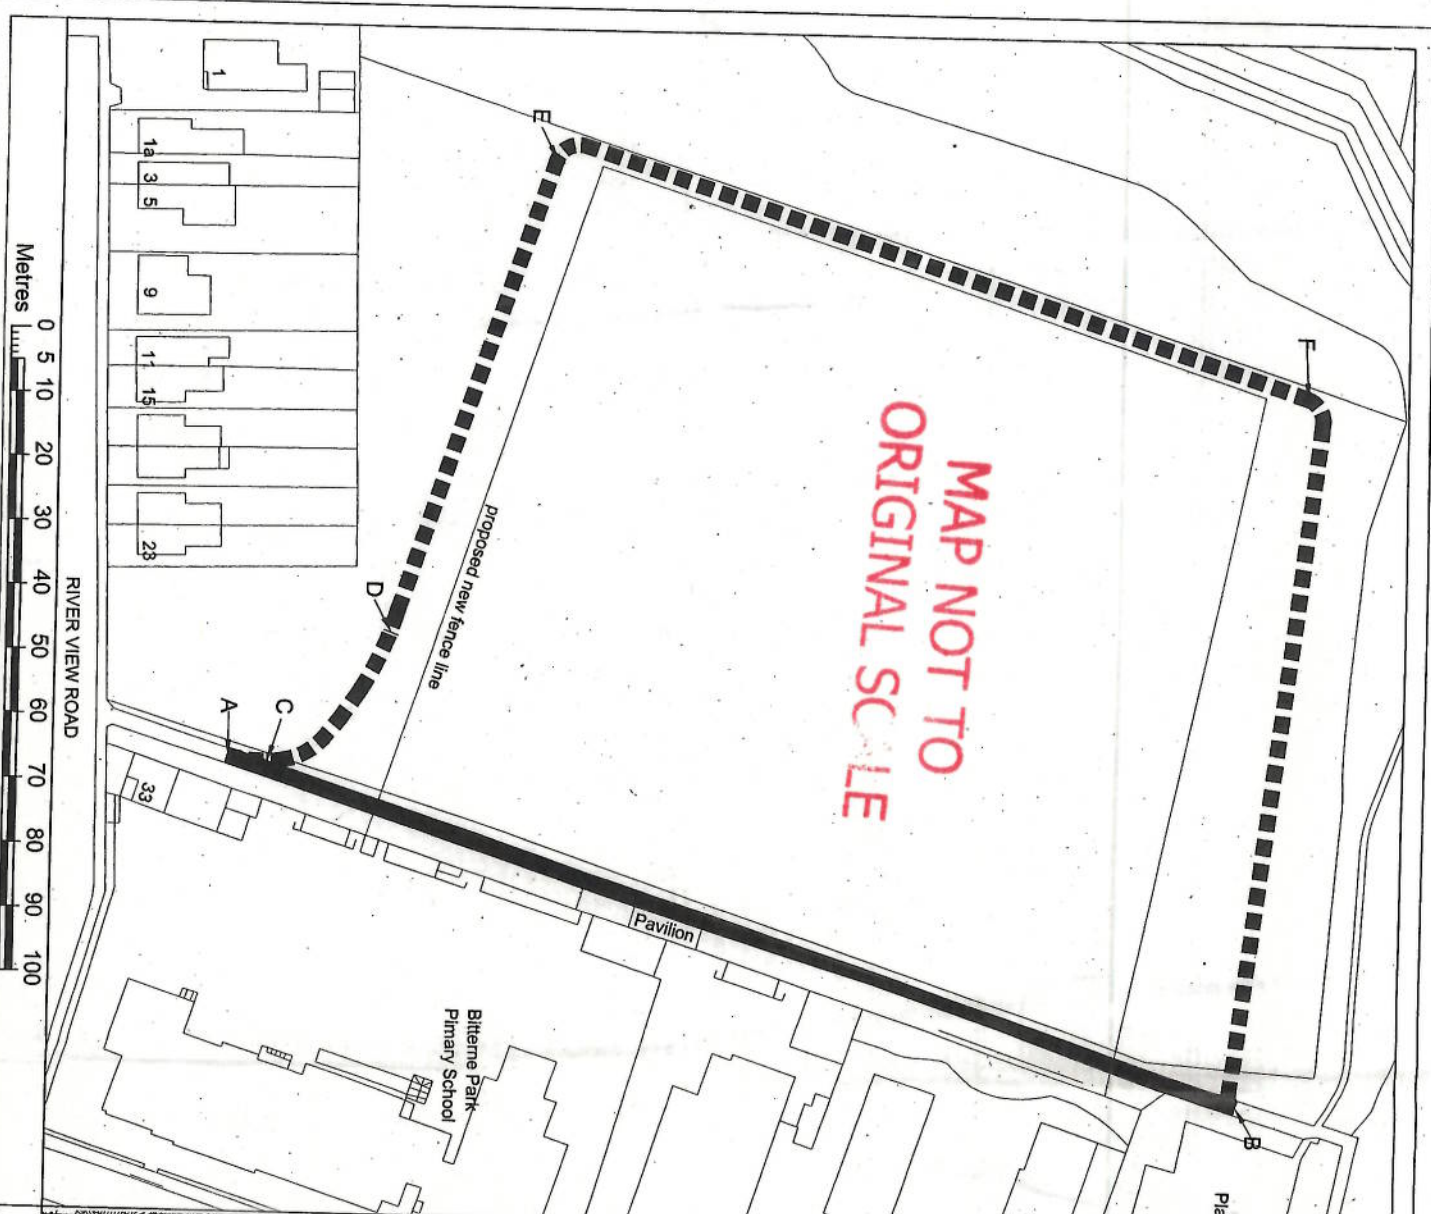 1
1a
3
5
9
11
15
23
33
Metres
0 5 10 20 30 40 50 60 70 80 90 100
RIVER VIEW ROAD
E
F
D
C
A
B
proposed new fence line
MAP NOT TO
ORIGINAL SC LE
Pavilion
Bitterne Park
Pimary School
Pla